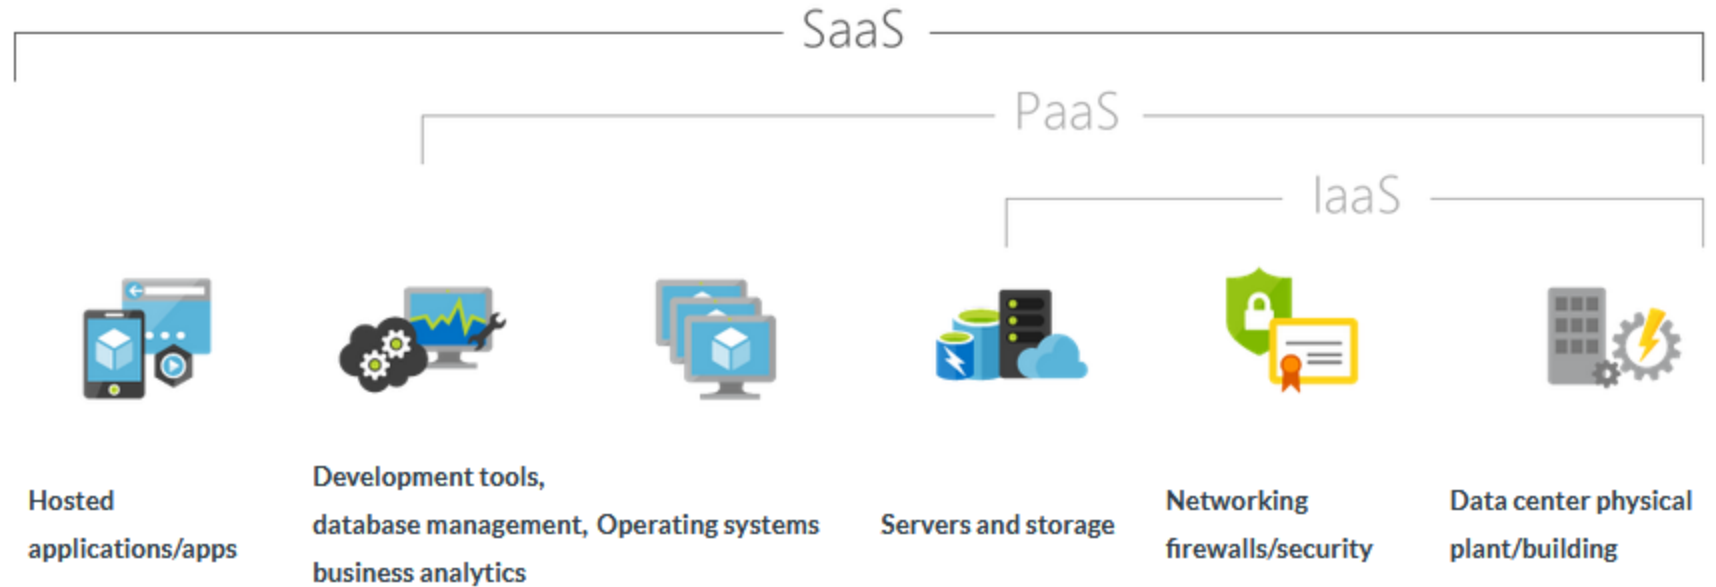 SaaS
PaaS
IaaS
Hosted
applications/apps
Development tools,
database management,
business analytics
Operating systems
Servers and storage
Networking
firewalls/security
Data center physical
plant/building